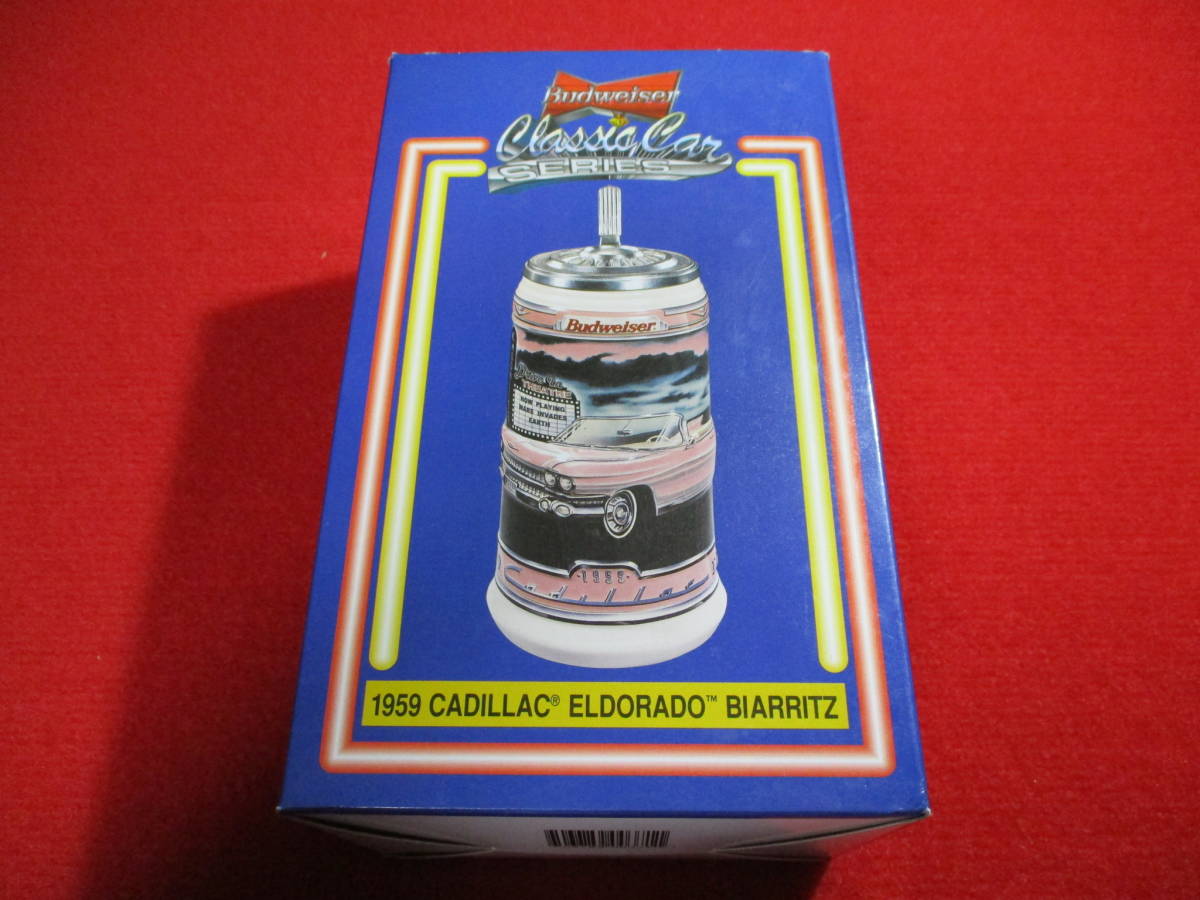 Budweiser
Classic Car
SERIES
Budweiser
Drive In
THEATRE
NOW PLAYING
MARS INVADES
EARTH
·1959·
Cadillac
1959 CADILLAC® ELDORADO™ BIARRITZ